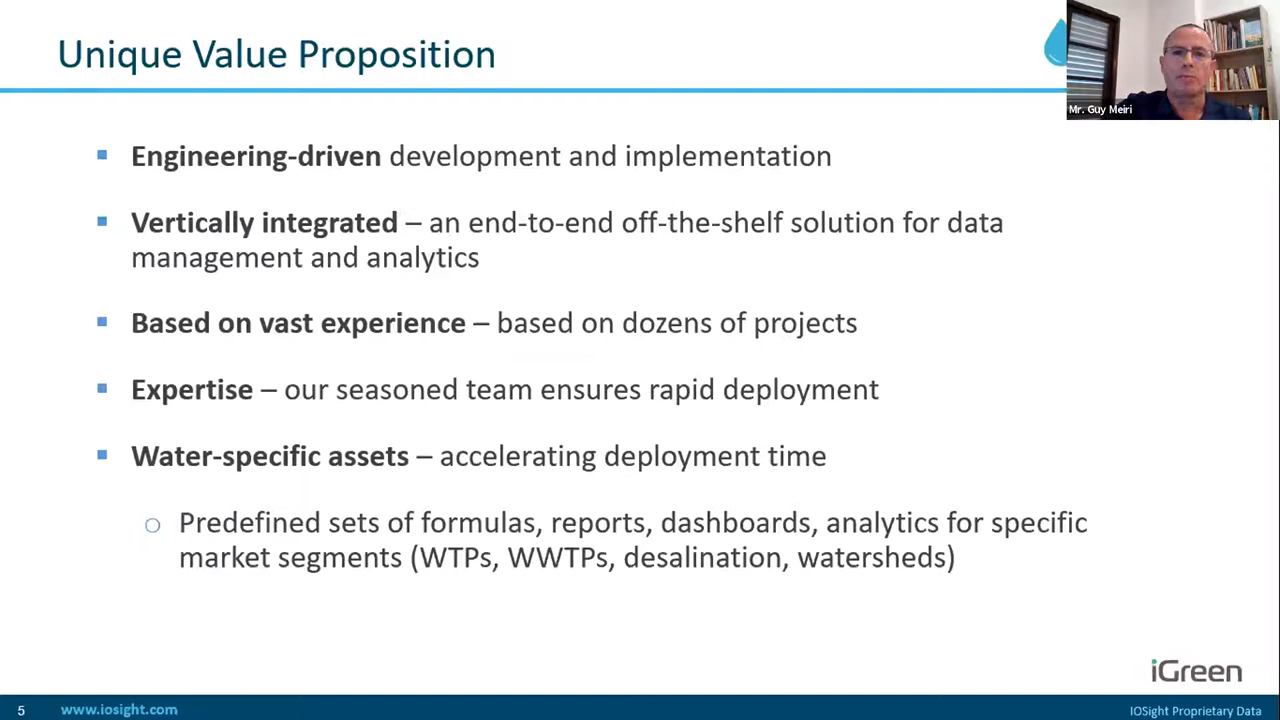 Unique Value Proposition
Mr. Guy Meiri
Engineering-driven development and implementation
Vertically integrated – an end-to-end off-the-shelf solution for data
management and analytics
Based on vast experience – based on dozens of projects
Expertise – our seasoned team ensures rapid deployment
Water-specific assets – accelerating deployment time
Predefined sets of formulas, reports, dashboards, analytics for specific
market segments (WTPs, WWTPs, desalination, watersheds)
iGreen
5 www.iosight.com IOSight Proprietary Data